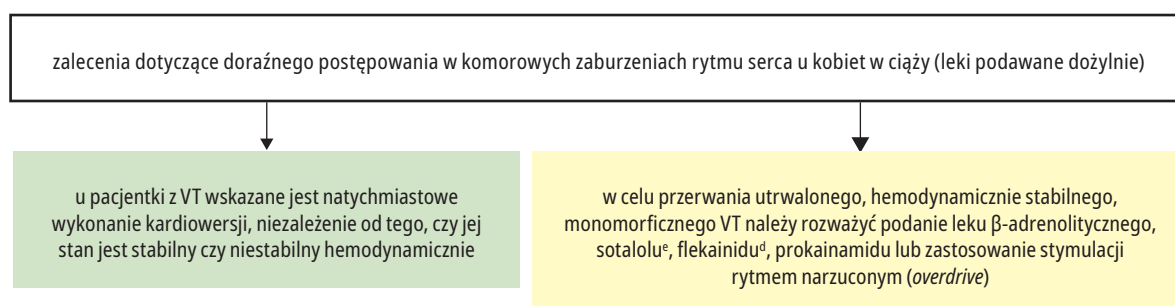 zalecenia dotyczące doraźnego postępowania w komorowych zaburzeniach rytmu serca u kobiet w ciąży (leki podawane dożylnie)
u pacjentki z VT wskazane jest natychmiastowe
wykonanie kardiowersji, niezależenie od tego, czy jej
stan jest stabilny czy niestabilny hemodynamicznie
w celu przerwania utrwalonego, hemodynamicznie stabilnego,
monomorficznego VT należy rozważyć podanie leku β-adrenolitycznego,
sotaloluᵉ, flekainiduᵈ, prokainamidu lub zastosowanie stymulacji
rytmem narzuconym (overdrive)